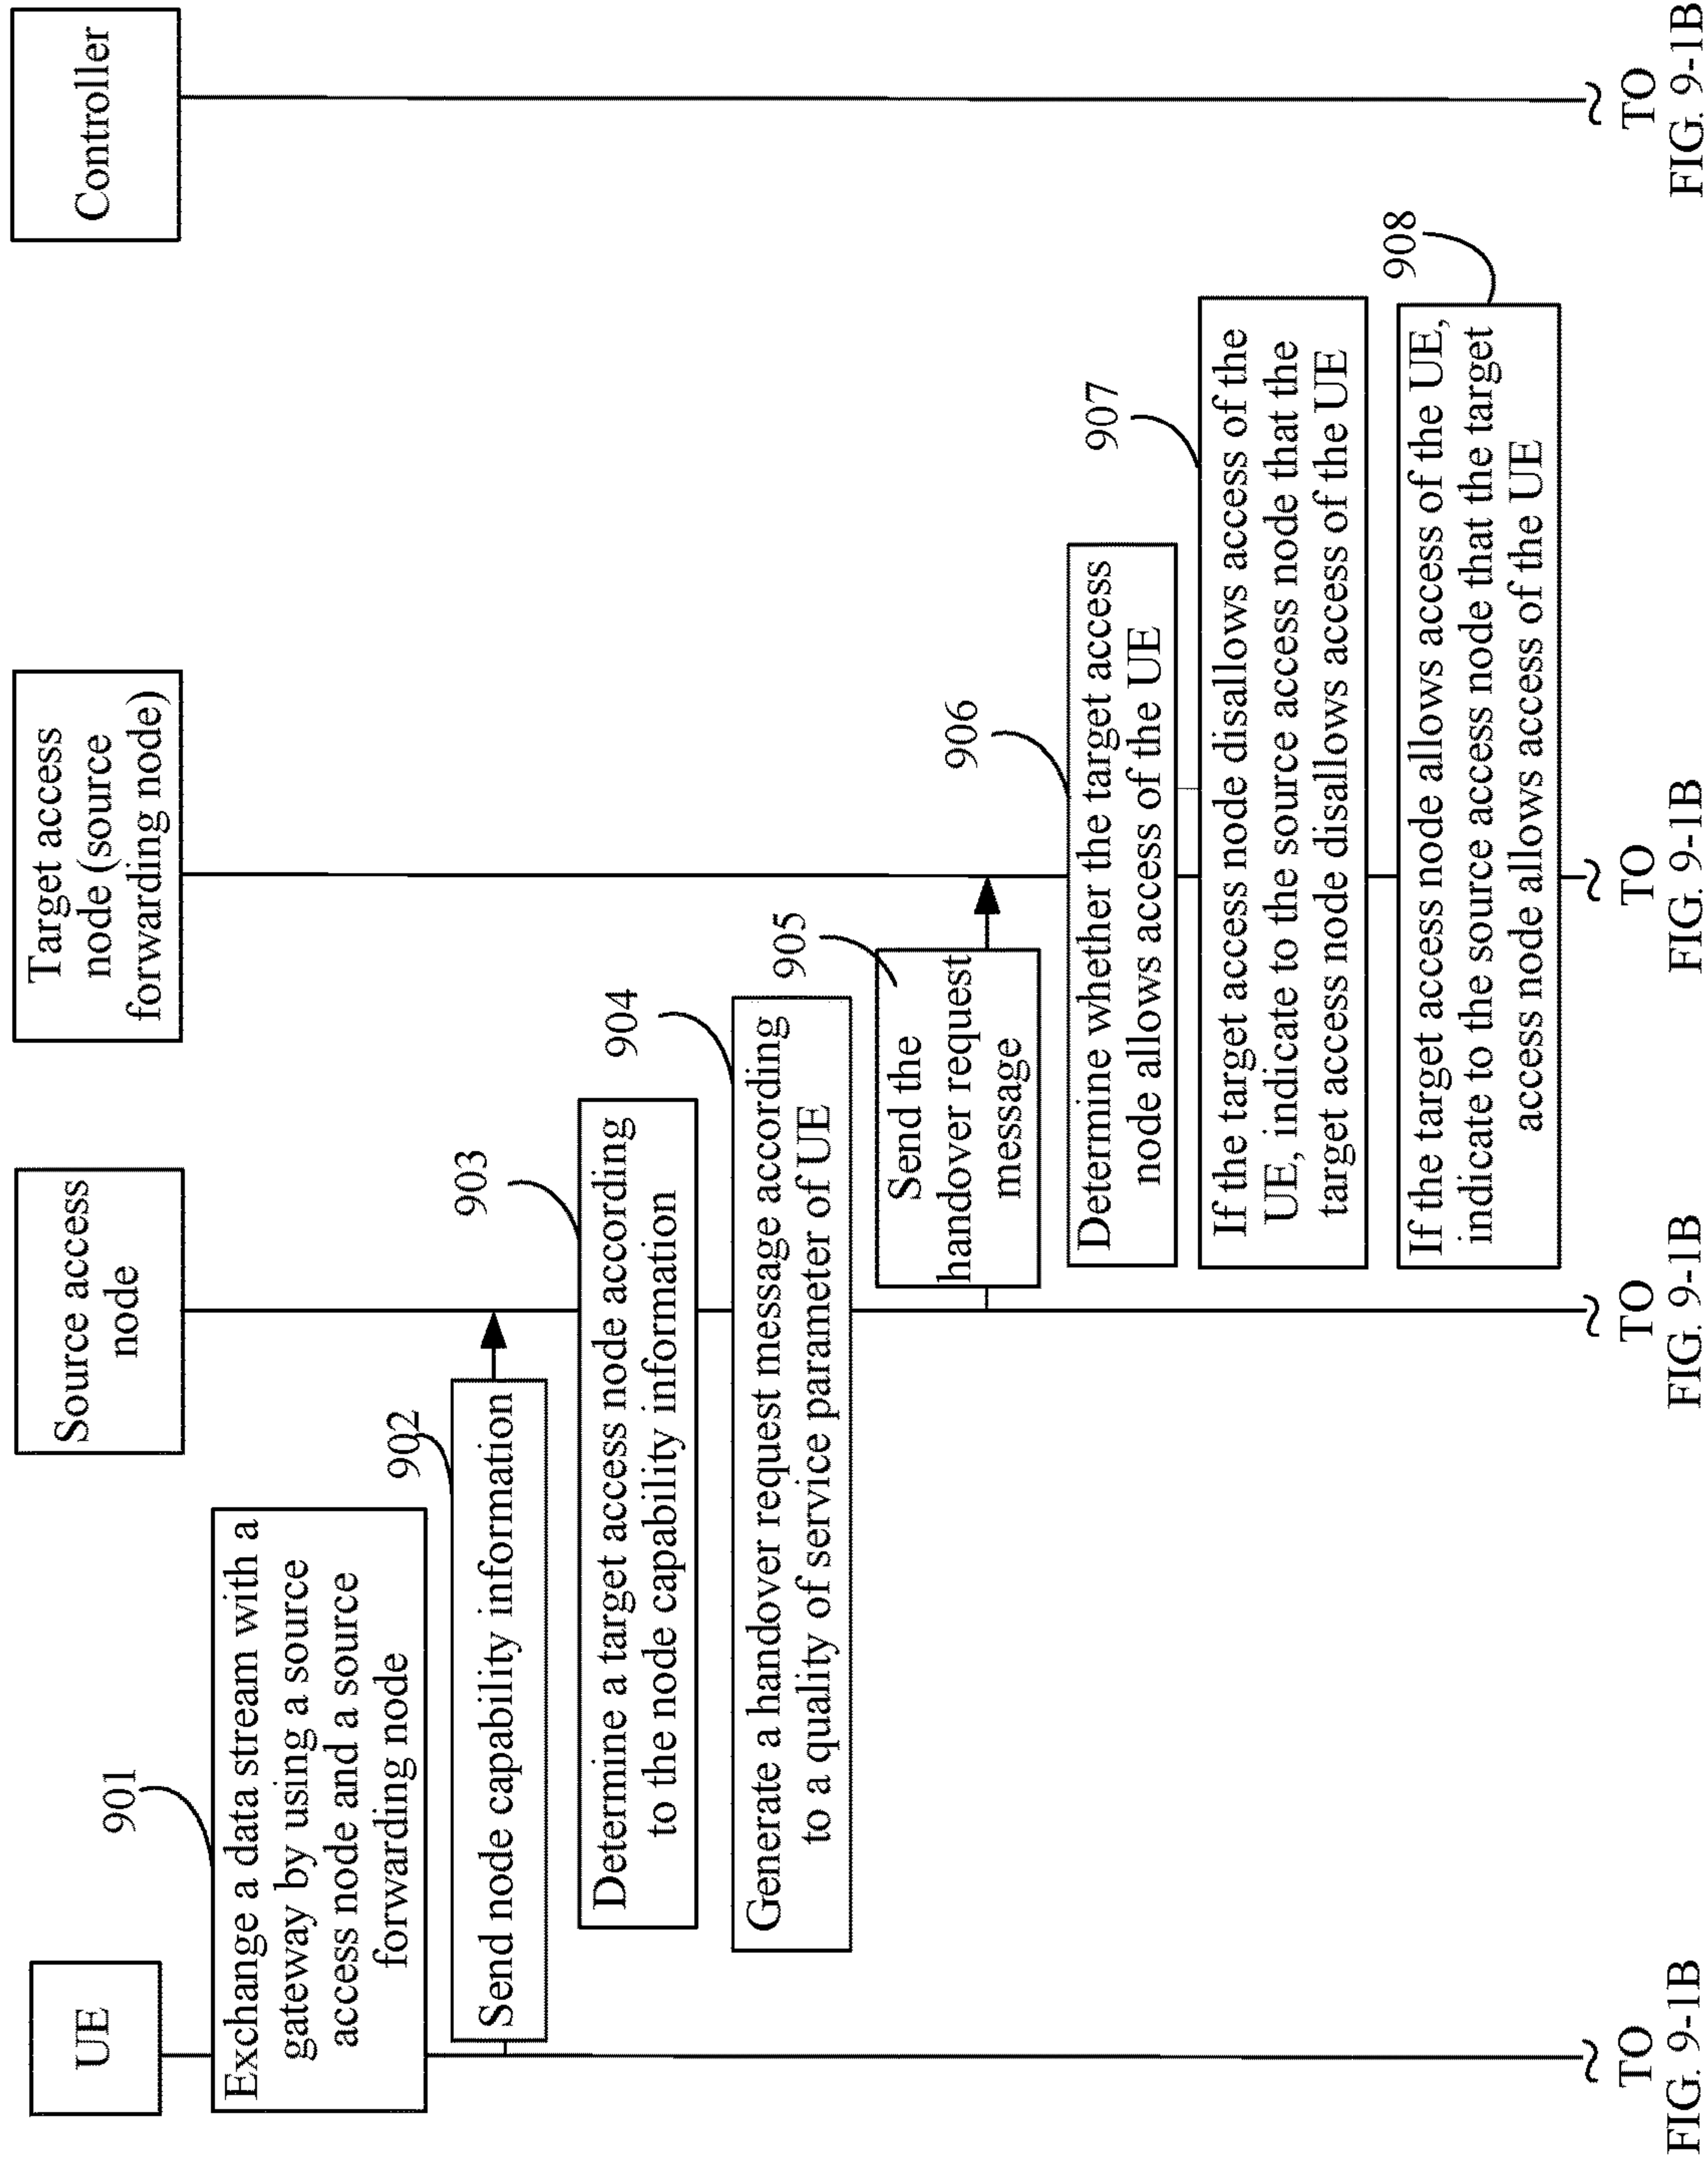 UE
Source access
node
Target access
node (source
forwarding node)
Controller
901
Exchange a data stream with a
gateway by using a source
access node and a source
forwarding node
902
Send node capability information
903
Determine a target access node according
to the node capability information
904
Generate a handover request message according
to a quality of service parameter of UE
905
Send the
handover request
message
906
Determine whether the target access
node allows access of the UE
907
If the target access node disallows access of the
UE, indicate to the source access node that the
target access node disallows access of the UE
908
If the target access node allows access of the UE,
indicate to the source access node that the target
access node allows access of the UE
TO
FIG. 9-1B
TO
FIG. 9-1B
TO
FIG. 9-1B
TO
FIG. 9-1B